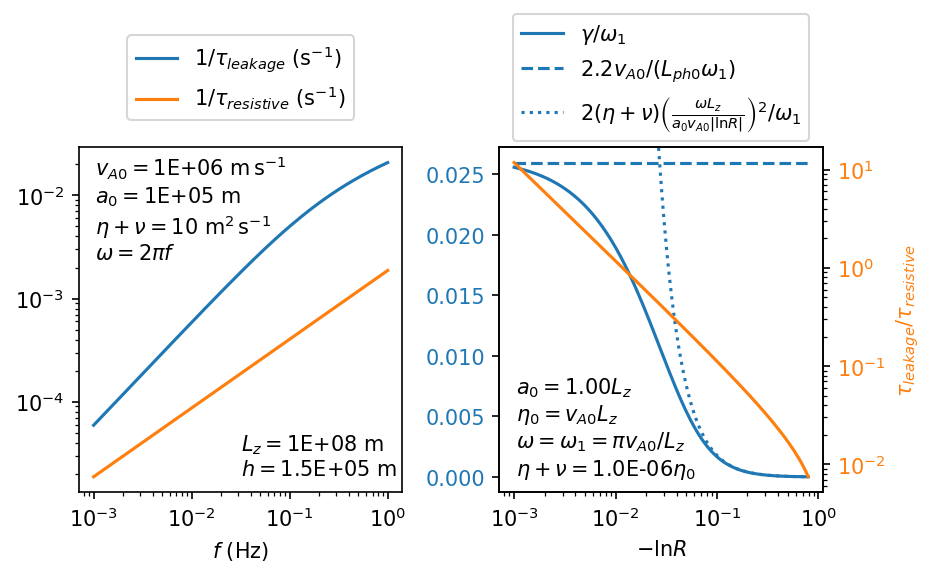 1/τ_leakage (s⁻¹)
1/τ_resistive (s⁻¹)
γ/ω₁
2.2v_A0/(L_ph0ω₁)
2(η + ν)(ωL_z/(a₀v_A0|lnR|))²/ω₁
v_A0 = 1E+06 m s⁻¹
a₀ = 1E+05 m
η + ν = 10 m² s⁻¹
ω = 2πf
L_z = 1E+08 m
h = 1.5E+05 m
10⁻²
10⁻³
10⁻⁴
10⁻³ 10⁻² 10⁻¹ 10⁰
f (Hz)
0.025
0.020
0.015
0.010
0.005
0.000
a₀ = 1.00L_z
η₀ = v_A0L_z
ω = ω₁ = πv_A0/L_z
η + ν = 1.0E-06η₀
10⁻³ 10⁻² 10⁻¹ 10⁰
−lnR
10¹
10⁰
10⁻¹
10⁻²
τ_leakage/τ_resistive